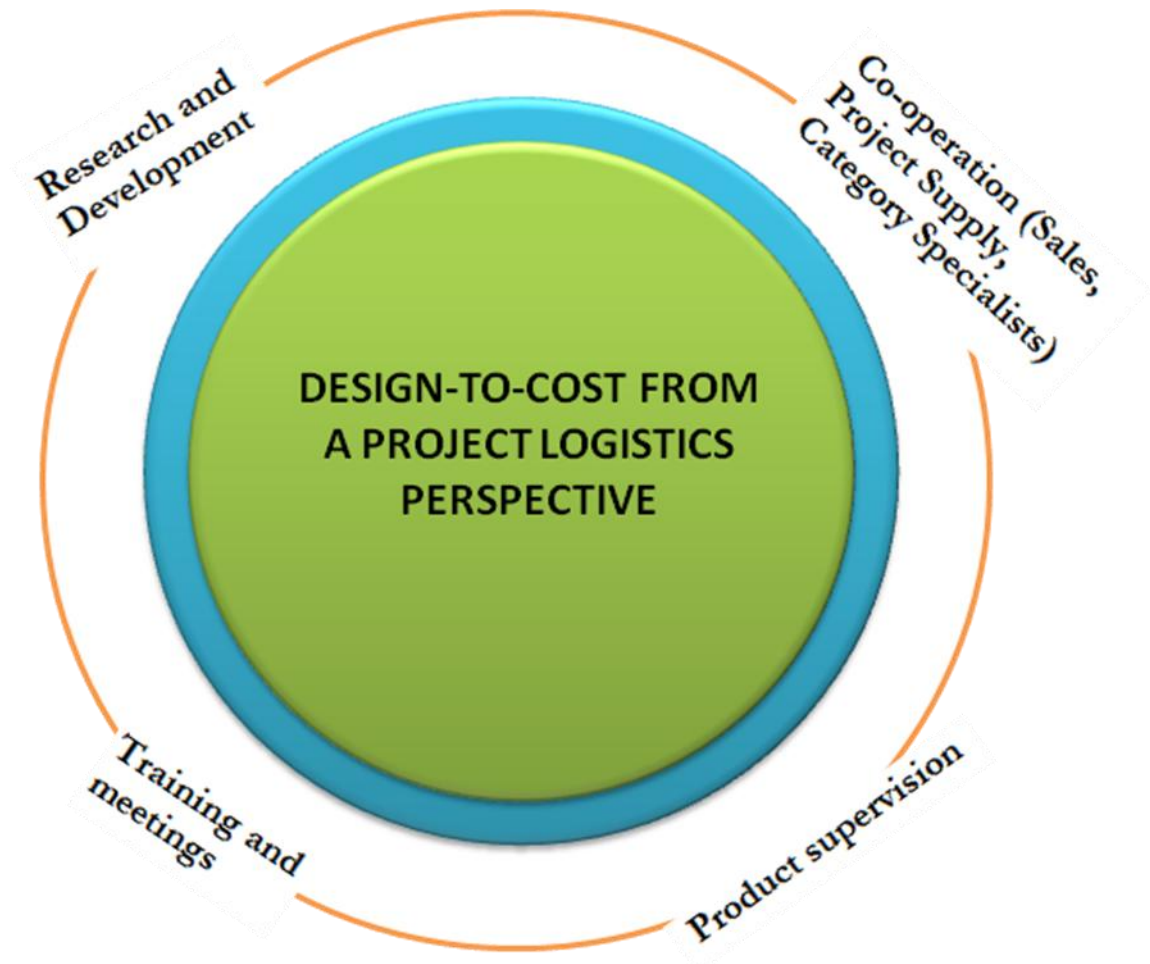 Research and
Development
Co-operation (Sales,
Project Supply,
Category Specialists)
DESIGN-TO-COST FROM
A PROJECT LOGISTICS
PERSPECTIVE
Training and
meetings
Product supervision